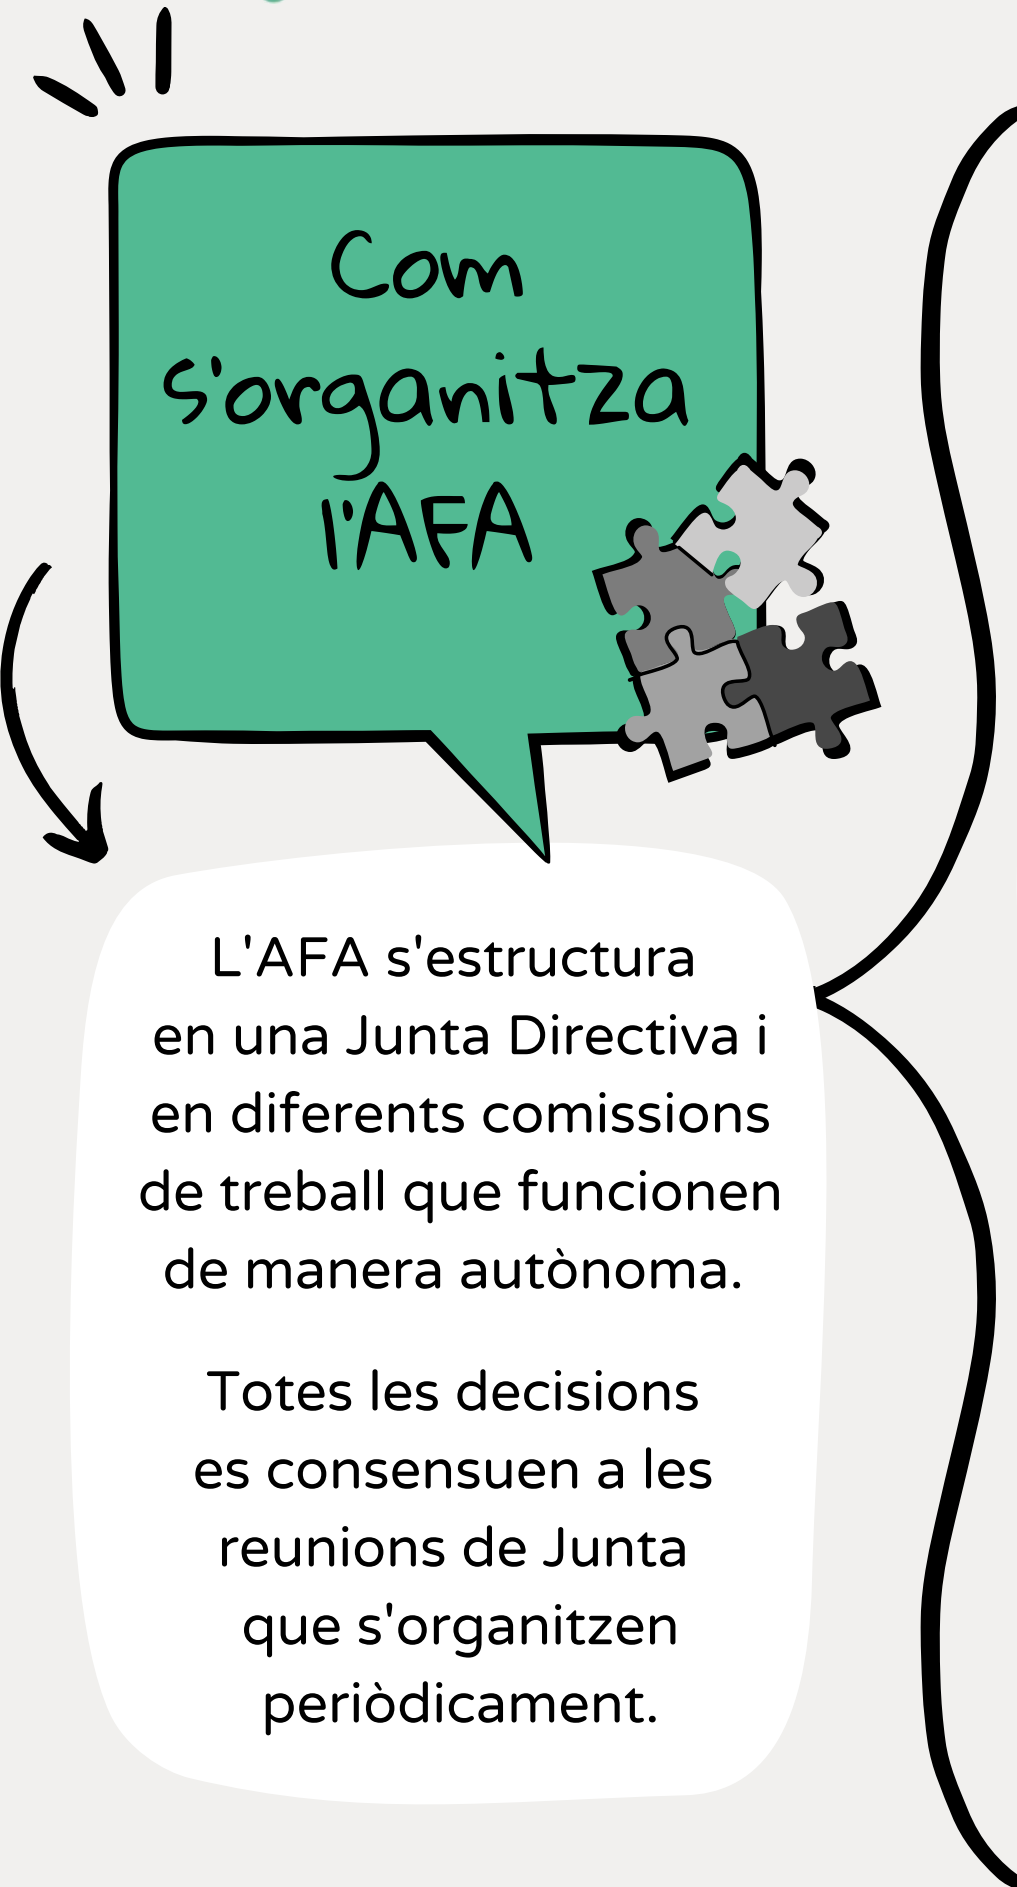 Com
s'organitza
l'AFA
L'AFA s'estructura
en una Junta Directiva i
en diferents comissions
de treball que funcionen
de manera autònoma.
Totes les decisions
es consensuen a les
reunions de Junta
que s'organitzen
periòdicament.